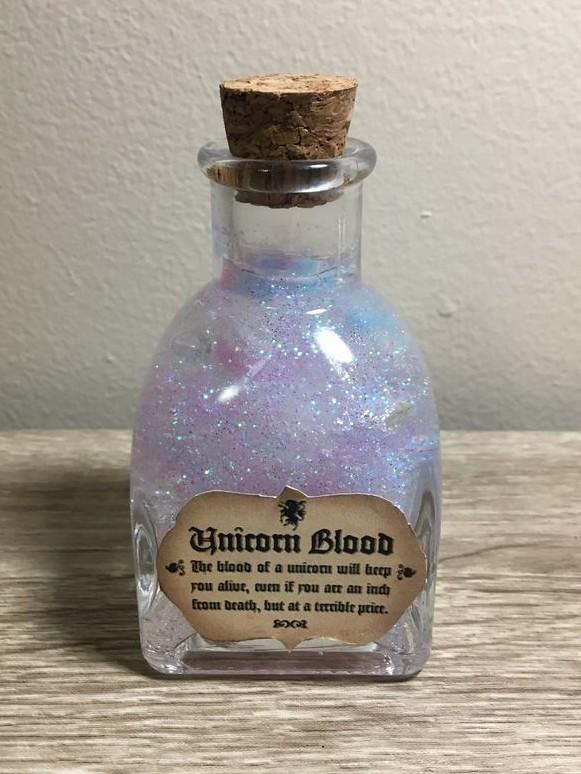 Unicorn Blood
The blood of a unicorn will keep
you alive, even if you are an inch
from death, but at a terrible price.